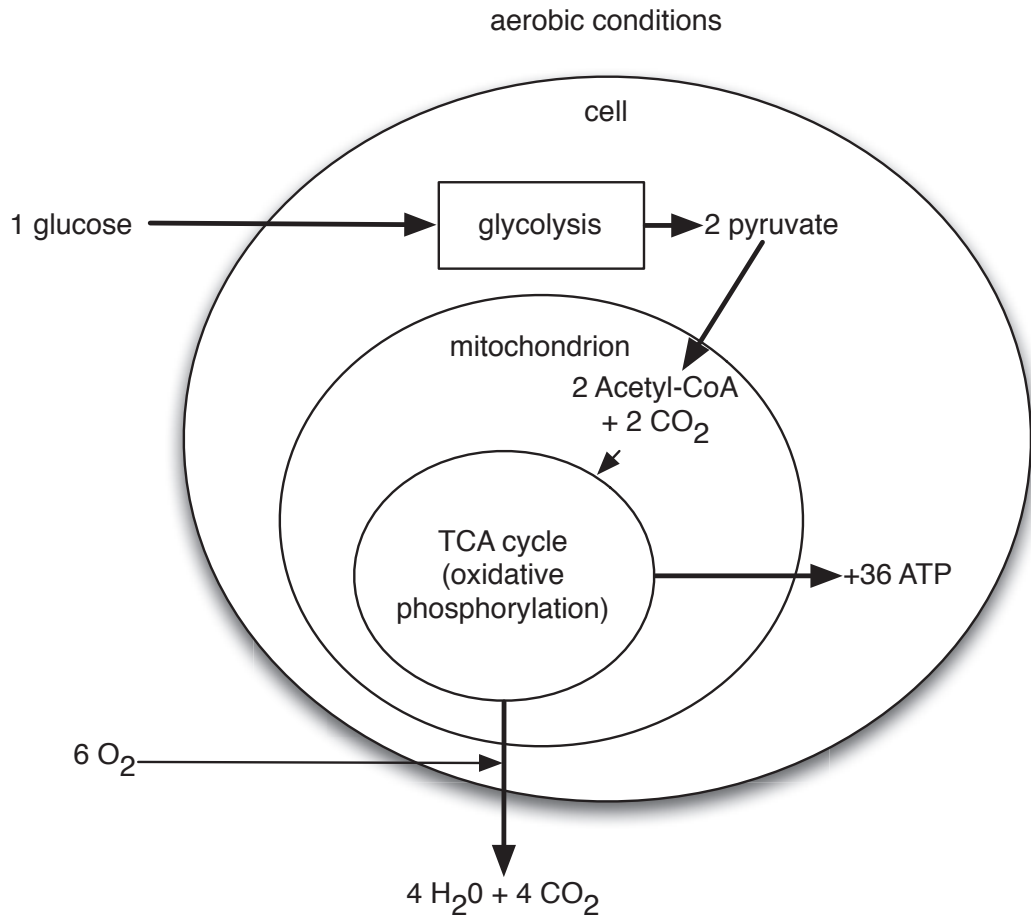 aerobic conditions
cell
1 glucose
glycolysis
2 pyruvate
mitochondrion
2 Acetyl-CoA
+ 2 CO2
TCA cycle
(oxidative
phosphorylation)
+36 ATP
6 O2
4 H20 + 4 CO2